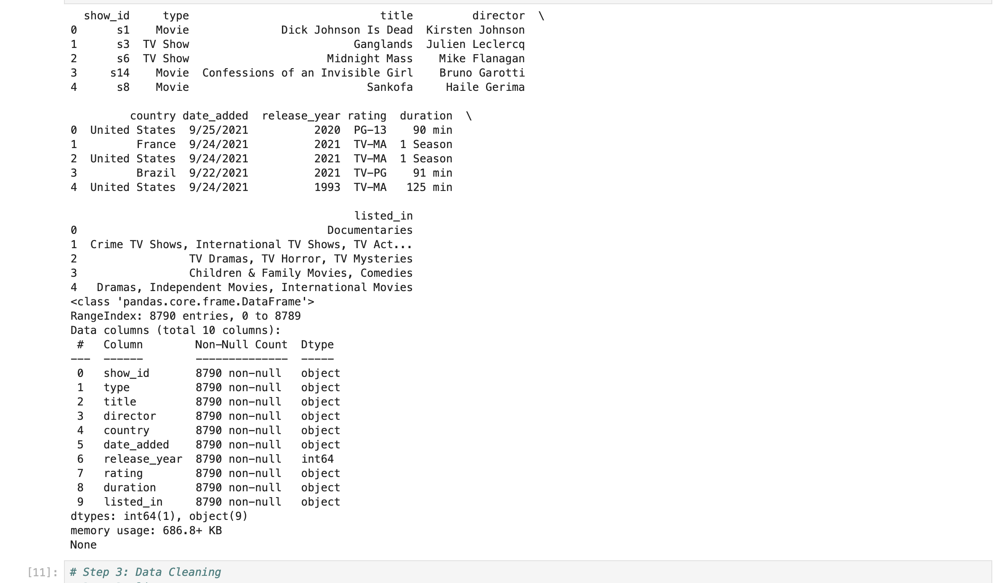 show_id     type                             title         director  \
0      s1    Movie              Dick Johnson Is Dead  Kirsten Johnson
1      s3  TV Show                         Ganglands  Julien Leclercq
2      s6  TV Show                     Midnight Mass    Mike Flanagan
3     s14    Movie  Confessions of an Invisible Girl    Bruno Garotti
4      s8    Movie                           Sankofa     Haile Gerima
         country date_added  release_year rating  duration  \
0  United States  9/25/2021          2020  PG-13    90 min
1         France  9/24/2021          2021  TV-MA  1 Season
2  United States  9/24/2021          2021  TV-MA  1 Season
3         Brazil  9/22/2021          2021  TV-PG    91 min
4  United States  9/24/2021          1993  TV-MA   125 min
                                           listed_in
0                                      Documentaries
1  Crime TV Shows, International TV Shows, TV Act...
2                 TV Dramas, TV Horror, TV Mysteries
3                 Children & Family Movies, Comedies
4   Dramas, Independent Movies, International Movies
<class 'pandas.core.frame.DataFrame'>
RangeIndex: 8790 entries, 0 to 8789
Data columns (total 10 columns):
 #   Column        Non-Null Count  Dtype
---  ------        --------------  -----
 0   show_id       8790 non-null   object
 1   type          8790 non-null   object
 2   title         8790 non-null   object
 3   director      8790 non-null   object
 4   country       8790 non-null   object
 5   date_added    8790 non-null   object
 6   release_year  8790 non-null   int64
 7   rating        8790 non-null   object
 8   duration      8790 non-null   object
 9   listed_in     8790 non-null   object
dtypes: int64(1), object(9)
memory usage: 686.8+ KB
None
[11]: # Step 3: Data Cleaning